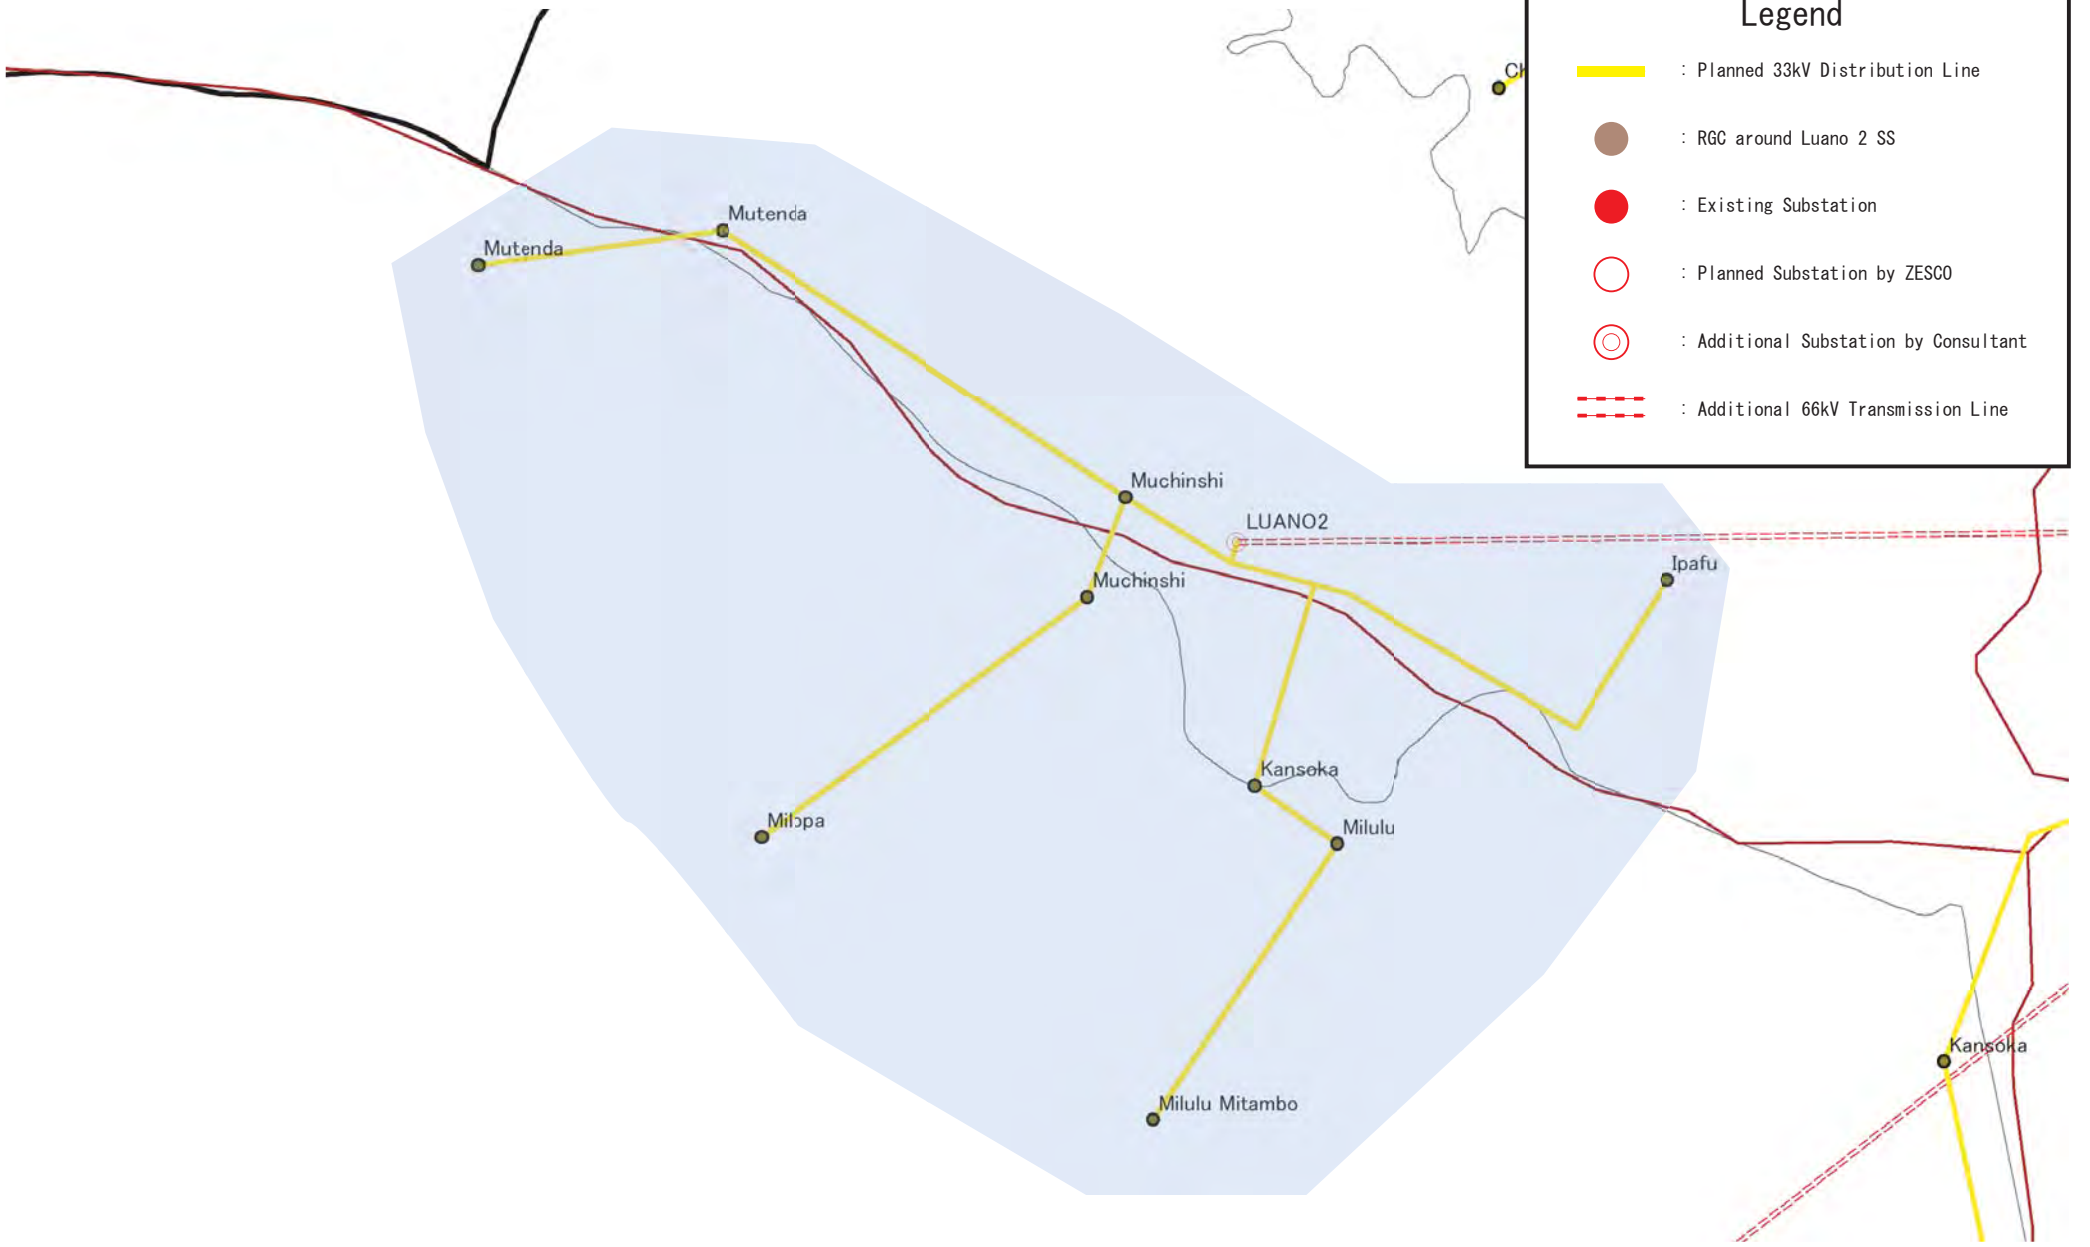 Legend
: Planned 33kV Distribution Line
: RGC around Luano 2 SS
: Existing Substation
: Planned Substation by ZESCO
: Additional Substation by Consultant
: Additional 66kV Transmission Line
Mutenda
Mutenda
Muchinshi
LUANO2
Ipafu
Muchinshi
Kansoka
Milopa
Milulu
Kansoka
Milulu Mitambo